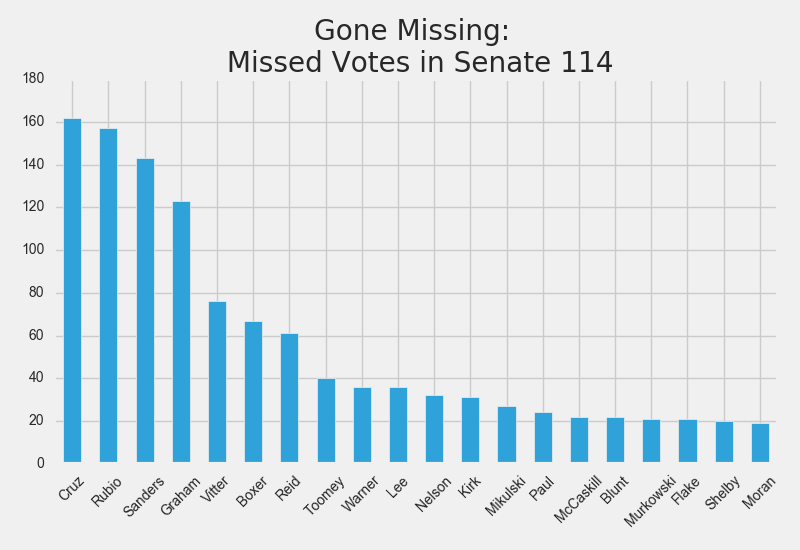 Gone Missing:
Missed Votes in Senate 114
180
160
140
120
100
80
60
40
20
0
Cruz
Rubio
Sanders
Graham
Vitter
Boxer
Reid
Toomey
Warner
Lee
Nelson
Kirk
Mikulski
Paul
McCaskill
Blunt
Murkowski
Flake
Shelby
Moran